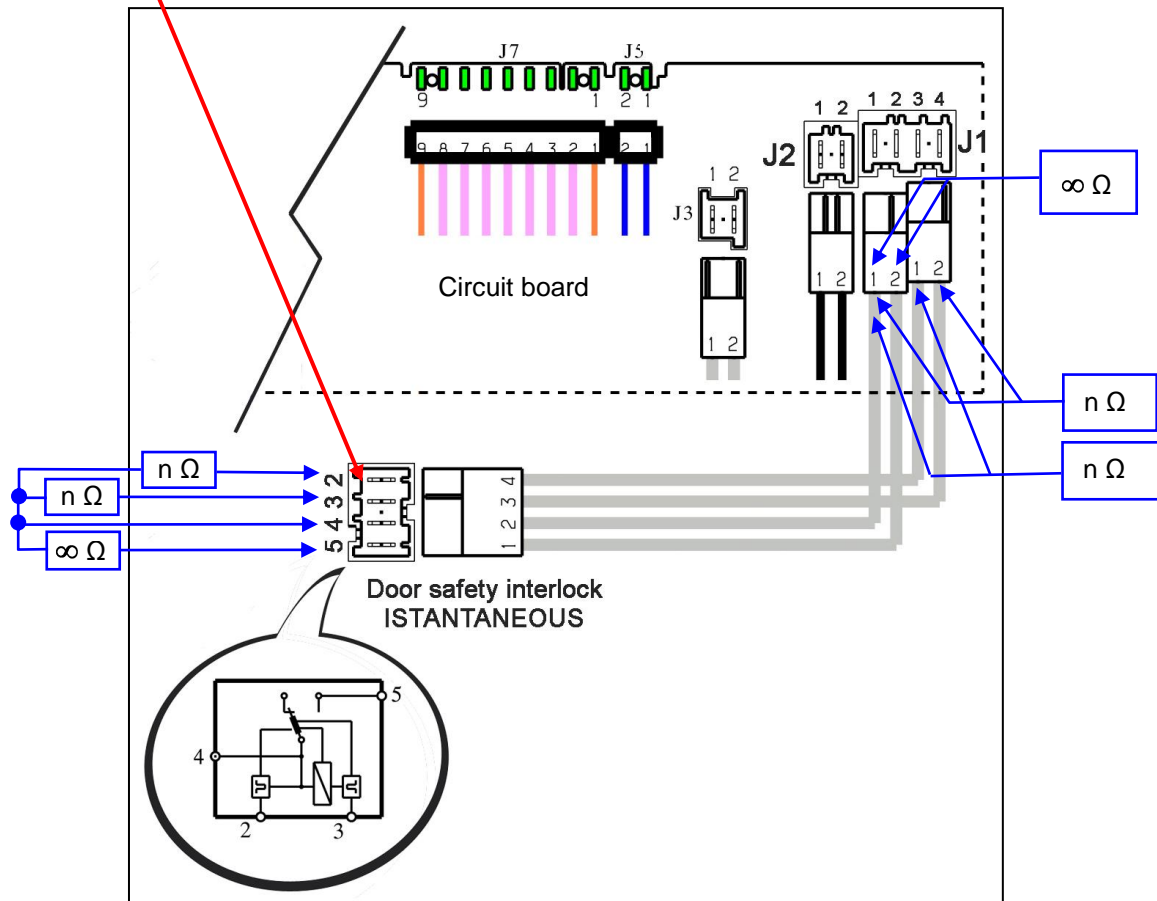 J7 J5
9 1 2 1
1 2 1 2 3 4
J2 J1
9 8 7 6 5 4 3 2 1 2 1
∞ Ω
1 2
J3
Circuit board
1 2 1 2 1 2
1 2
n Ω
n Ω
n Ω 2 4
n Ω 3 3
4 2
∞ Ω 5 1
Door safety interlock
ISTANTANEOUS
5
4
2 3